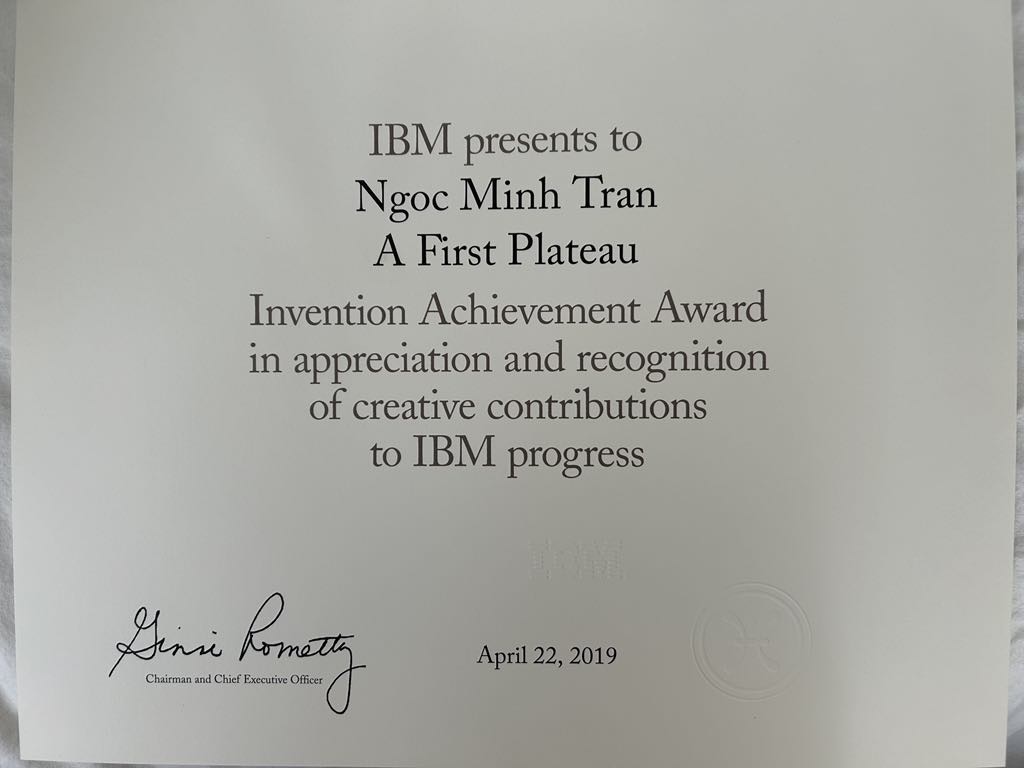 IBM presents to
Ngoc Minh Tran
A First Plateau
Invention Achievement Award
in appreciation and recognition
of creative contributions
to IBM progress
IBM
Ginni Rometty
Chairman and Chief Executive Officer
April 22, 2019